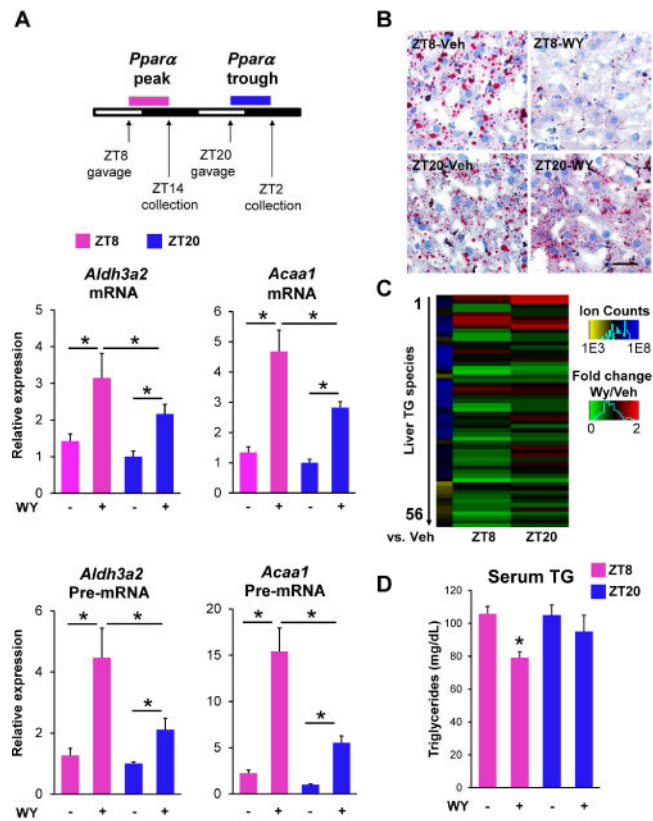 A
Pparα
peak
Pparα
trough
ZT8
gavage
ZT14
collection
ZT20
gavage
ZT2
collection
ZT8
ZT20
Aldh3a2
mRNA
Relative expression
5
4
3
2
1
0
WY
-
+
-
+
*
*
*
Acaa1
mRNA
6
5
4
3
2
1
0
-
+
-
+
*
*
*
Aldh3a2
Pre-mRNA
Relative expression
6
4
2
0
WY
-
+
-
+
*
*
*
Acaa1
Pre-mRNA
20
15
10
5
0
-
+
-
+
*
*
*
B
ZT8-Veh
ZT8-WY
ZT20-Veh
ZT20-WY
C
1
Liver TG species
56
vs. Veh
ZT8
ZT20
Ion Counts
1E3
1E8
Fold change
Wy/Veh
0
2
D
Serum TG
ZT8
ZT20
Triglycerides (mg/dL)
120
100
80
60
40
20
0
*
WY
-
+
-
+